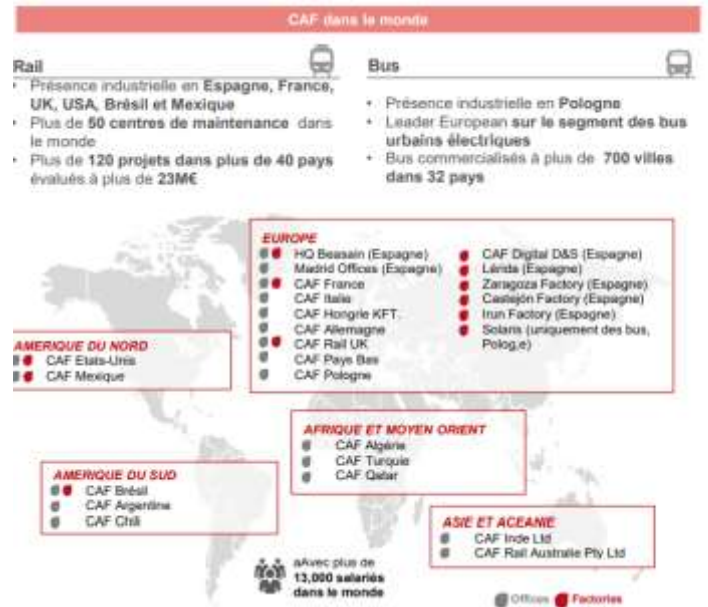 CAF dans le monde
Rail
• Présence industrielle en Espagne, France,
UK, USA, Brésil et Mexique
• Plus de 50 centres de maintenance dans
le monde
• Plus de 120 projets dans plus de 40 pays
évalués à plus de 23M€
Bus
• Présence industrielle en Pologne
• Leader European sur le segment des bus
urbains électriques
• Bus commercialisés à plus de 700 villes
dans 32 pays
EUROPE
HQ Beasain (Espagne)
Madrid Offices (Espagne)
CAF France
CAF Italie
CAF Hongrie KFT.
CAF Allemagne
CAF Rail UK
CAF Pays Bas
CAF Pologne
CAF Digital D&S (Espagne)
Lérida (Espagne)
Zaragoza Factory (Espagne)
Castejón Factory (Espagne)
Irun Factory (Espagne)
Solaris (uniquement des bus,
Polog,e)
AMERIQUE DU NORD
CAF Etats-Unis
CAF Mexique
AFRIQUE ET MOYEN ORIENT
CAF Algérie
CAF Turquie
CAF Qatar
AMERIQUE DU SUD
CAF Brésil
CAF Argentine
CAF Chili
ASIE ET ACEANIE
CAF Inde Ltd
CAF Rail Australie Pty Ltd
aAvec plus de
13,000 salariés
dans le monde
Offices Factories